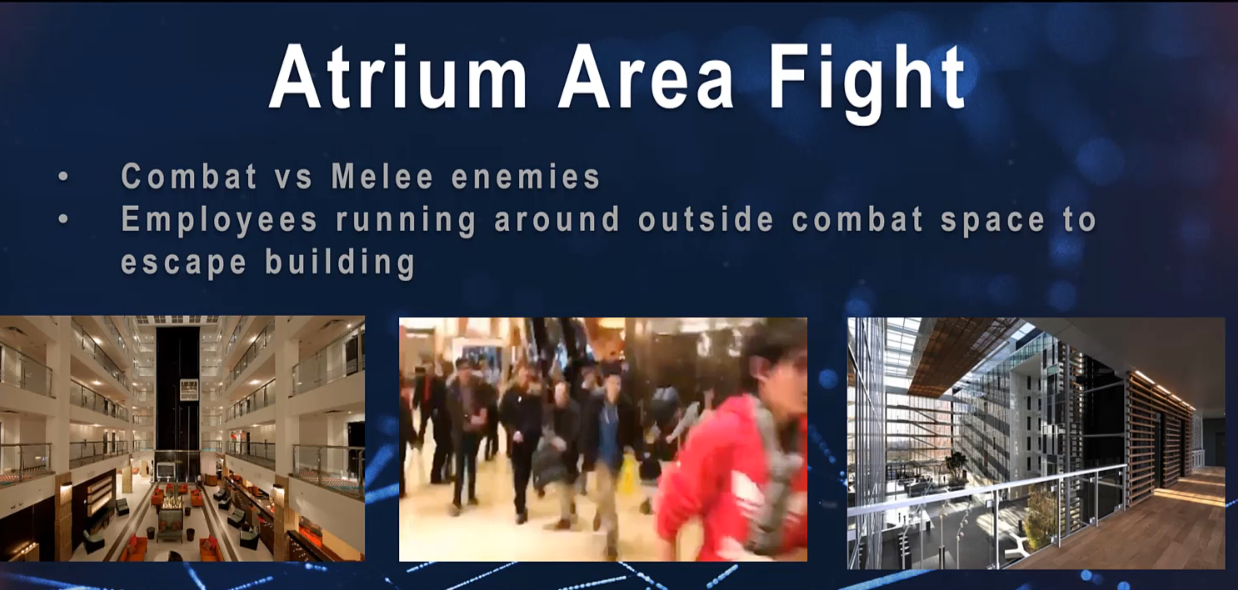 Atrium Area Fight
• Combat vs Melee enemies
• Employees running around outside combat space to
escape building